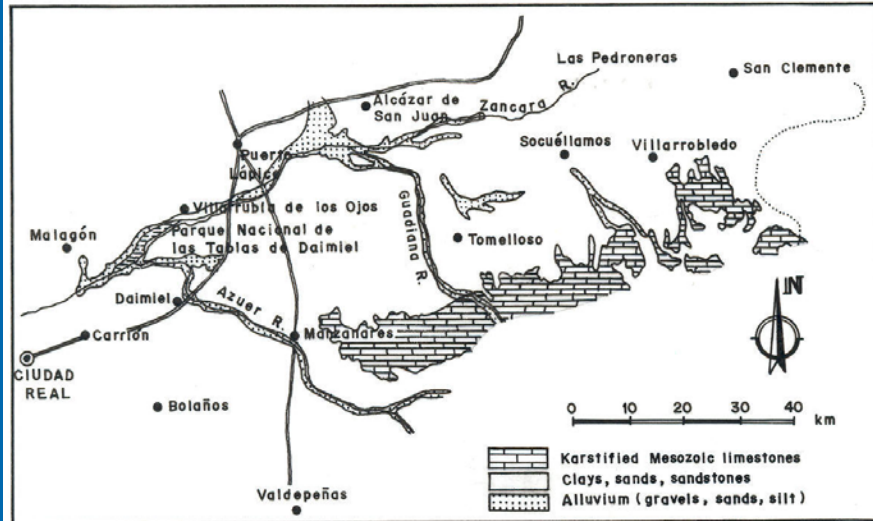 LAS PEDROÑERAS
SAN CLEMENTE
ALCÁZAR DE
SAN JUAN
ZANCARA R.
SOCUÉLLAMOS
VILLARROBLEDO
PUERTO
LÁPICE
GUADIANA R.
VILLARRUBIA DE LOS OJOS
MALAGÓN
PARQUE NACIONAL DE
LAS TABLAS DE DAIMIEL
TOMELLOSO
DAIMIEL
AZUER R.
MANZANARES
CARRIÓN
CIUDAD
REAL
BOLAÑOS
VALDEPEÑAS
N
0 10 20 30 40
km
Karstified Mesozoic limestones
Clays, sands, sandstones
Alluvium (gravels, sands, silt)